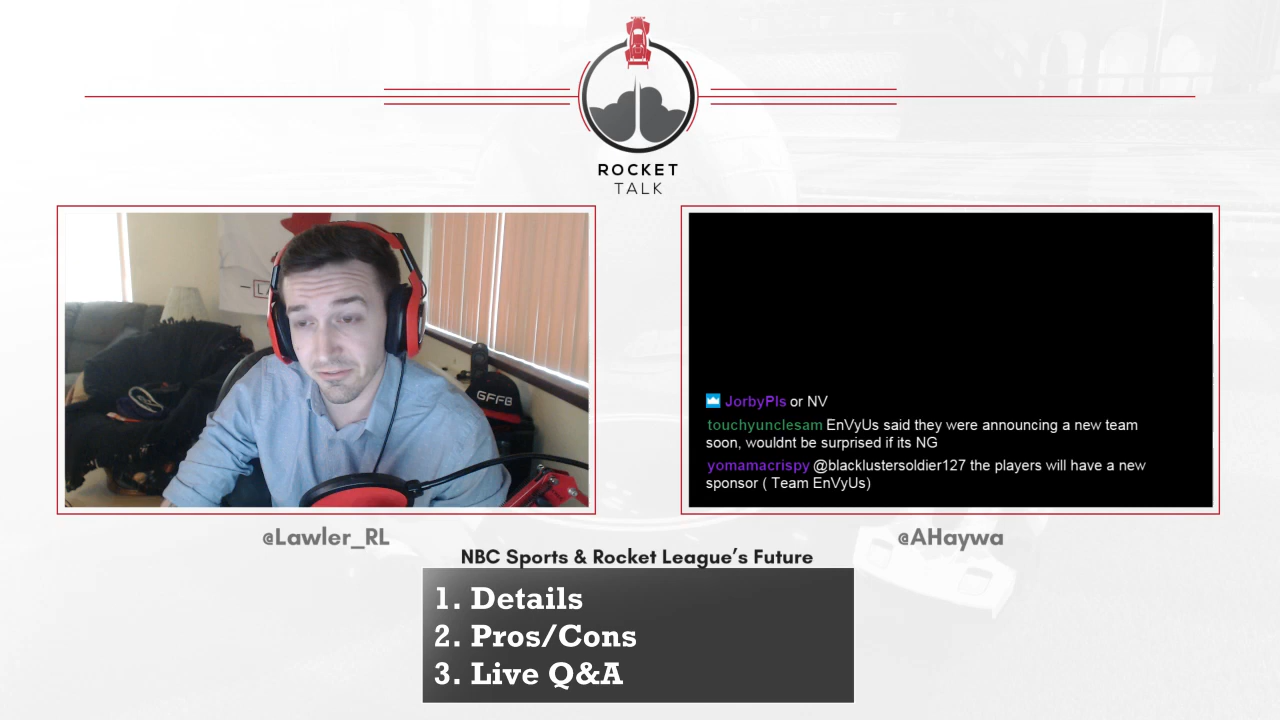 ROCKET
TALK
GFFB
JorbyPls or NV
touchyunclesam EnVyUs said they were announcing a new team
soon, wouldnt be surprised if its NG
yomamacrispy @blacklustersoldier127 the players will have a new
sponsor ( Team EnVyUs)
@Lawler_RL
@AHaywa
NBC Sports & Rocket League’s Future
1. Details
2. Pros/Cons
3. Live Q&A